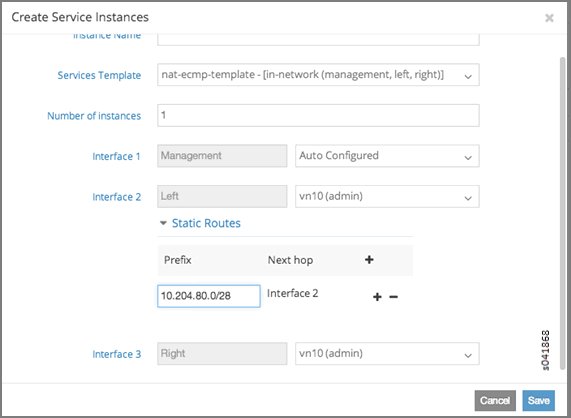 Create Service Instances ×
Instance Name
Services Template nat-ecmp-template - [in-network (management, left, right)]
Number of instances 1
Interface 1 Management Auto Configured
Interface 2 Left vn10 (admin)
Static Routes
Prefix Next hop +
10.204.80.0/28 Interface 2 + −
Interface 3 Right vn10 (admin)
s041868
Cancel Save